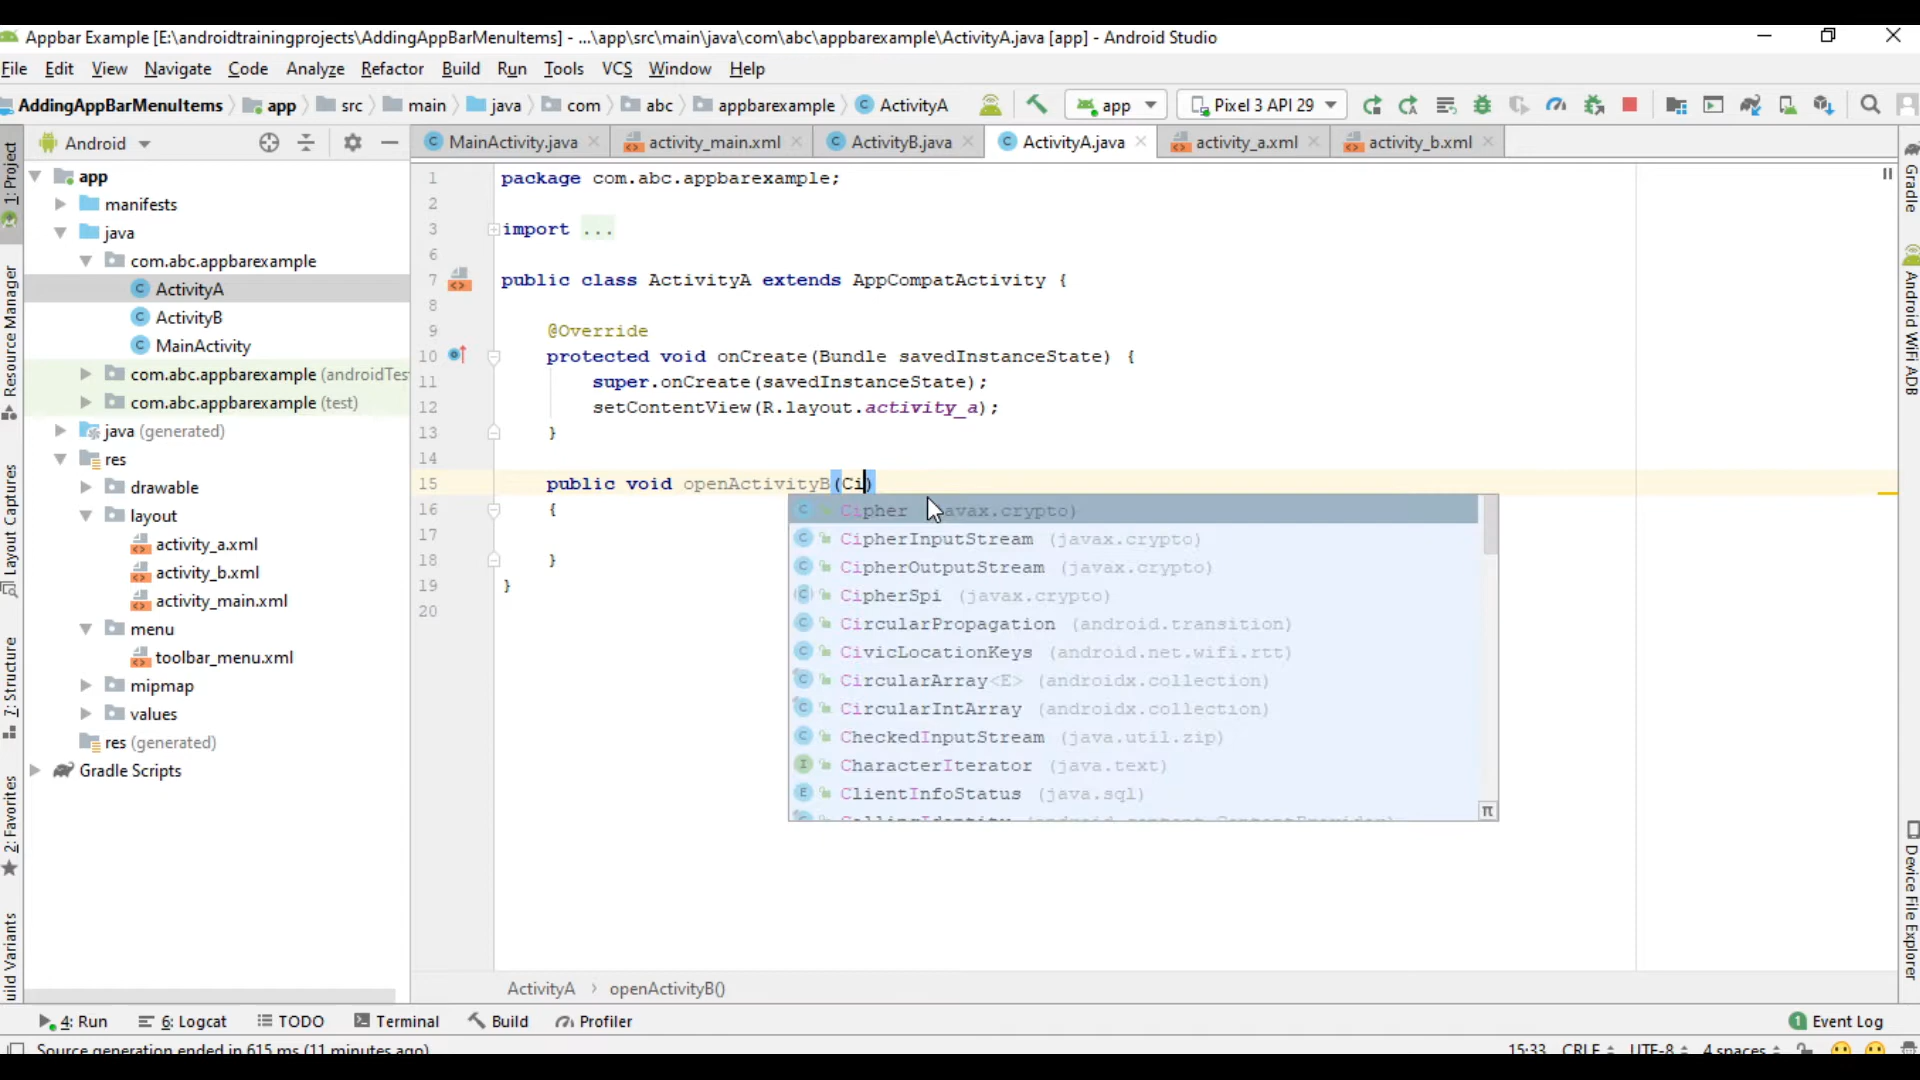 Appbar Example [E:\androidtrainingprojects\AddingAppBarMenuItems] - ...\app\src\main\java\com\abc\appbarexample\ActivityA.java [app] - Android Studio
File Edit View Navigate Code Analyze Refactor Build Run Tools VCS Window Help
AddingAppBarMenuItems app src main java com abc appbarexample ActivityA app Pixel 3 API 29
Android
MainActivity.java activity_main.xml ActivityB.java ActivityA.java activity_a.xml activity_b.xml
app
manifests
java
com.abc.appbarexample
ActivityA
ActivityB
MainActivity
com.abc.appbarexample (androidTes
com.abc.appbarexample (test)
java (generated)
res
drawable
layout
activity_a.xml
activity_b.xml
activity_main.xml
menu
toolbar_menu.xml
mipmap
values
res (generated)
Gradle Scripts
1: Project
Resource Manager
Layout Captures
7: Structure
2: Favorites
uild Variants
1 package com.abc.appbarexample;
2
3 import ...
6
7 public class ActivityA extends AppCompatActivity {
8
9 @Override
10 protected void onCreate(Bundle savedInstanceState) {
11 super.onCreate(savedInstanceState);
12 setContentView(R.layout.activity_a);
13 }
14
15 public void openActivityB(Ci)
16 {
17
18 }
19 }
20
Cipher avax.crypto)
CipherInputStream (javax.crypto)
CipherOutputStream (javax.crypto)
CipherSpi (javax.crypto)
CircularPropagation (android.transition)
CivicLocationKeys (android.net.wifi.rtt)
CircularArray<E> (androidx.collection)
CircularIntArray (androidx.collection)
CheckedInputStream (java.util.zip)
CharacterIterator (java.text)
ClientInfoStatus (java.sql)
Gradle
Android WiFi ADB
Device File Explorer
ActivityA › openActivityB()
4: Run 6: Logcat TODO Terminal Build Profiler 1 Event Log
Source generation ended in 615 ms (11 minutes ago) 15:33 CRLF UTF-8 4 spaces